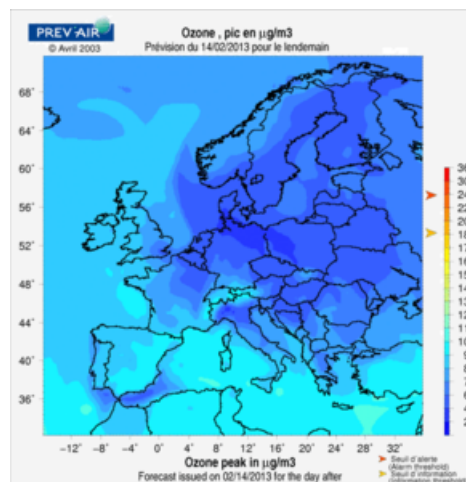 PREV'AIR
© Avril 2003
Ozone , pic en µg/m3
Prévision du 14/02/2013 pour le lendemain
68°
64°
60°
56°
52°
48°
44°
40°
36°
-12° -8° -4° 0° 4° 8° 12° 16° 20° 24° 28° 32°
Ozone peak in µg/m3
Forecast issued on 02/14/2013 for the day after
Seuil d'alerte
(Alarm threshold)
Seuil d'information
(Information threshold)